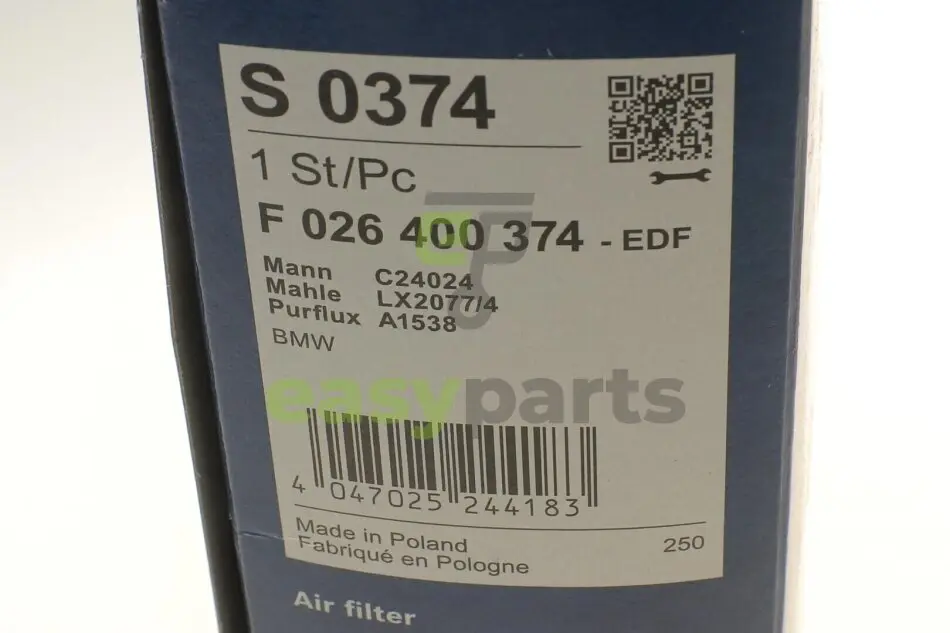 S 0374
1 St/Pc
F 026 400 374 - EDF
Mann C24024
Mahle LX2077/4
Purflux A1538
BMW
easyparts
4 047025 244183
Made in Poland
Fabriqué en Pologne
250
Air filter